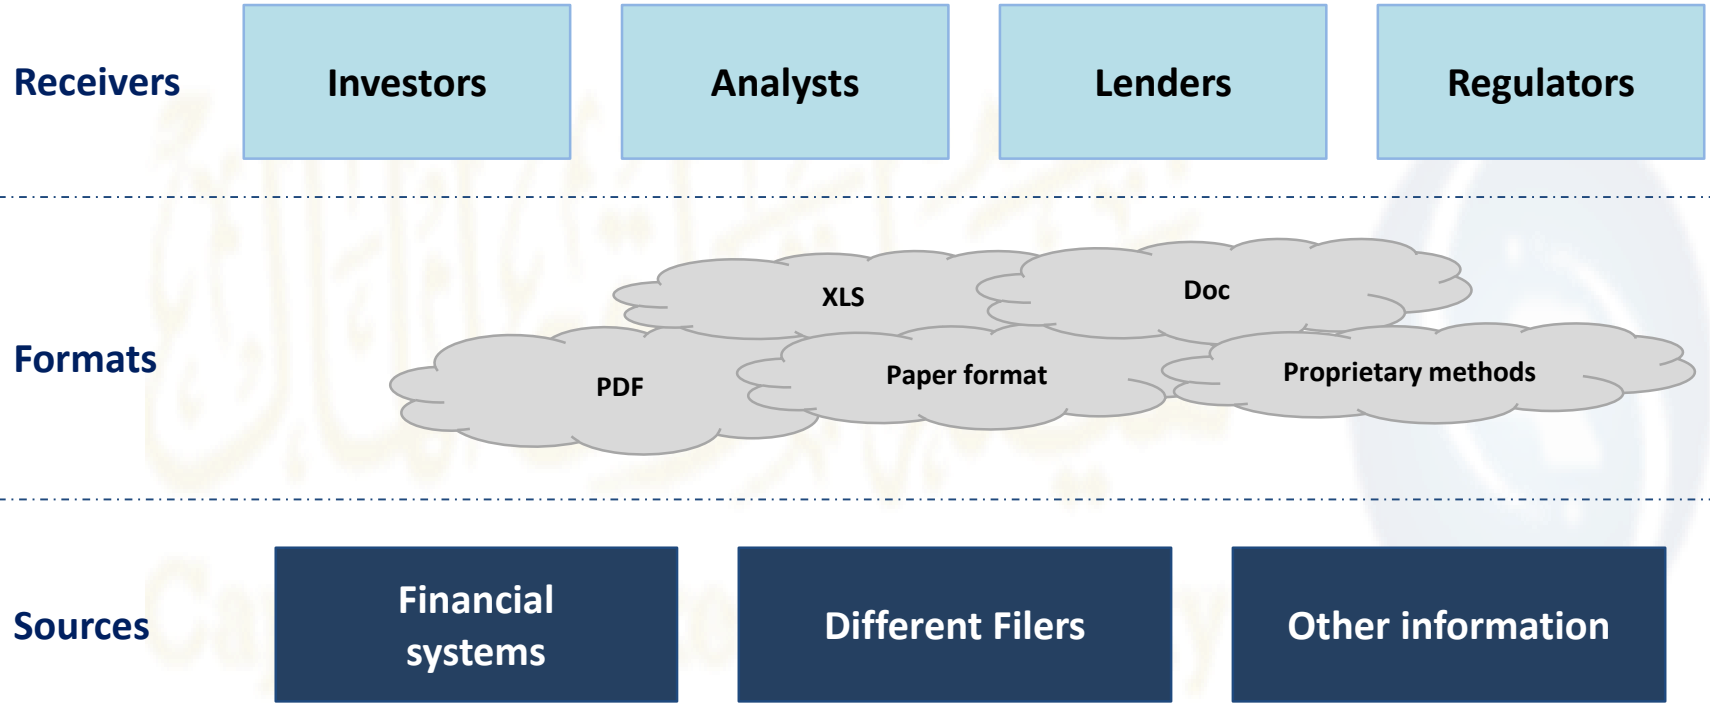 Receivers
Investors
Analysts
Lenders
Regulators
Formats
XLS
Doc
PDF
Paper format
Proprietary methods
Sources
Financial
systems
Different Filers
Other information